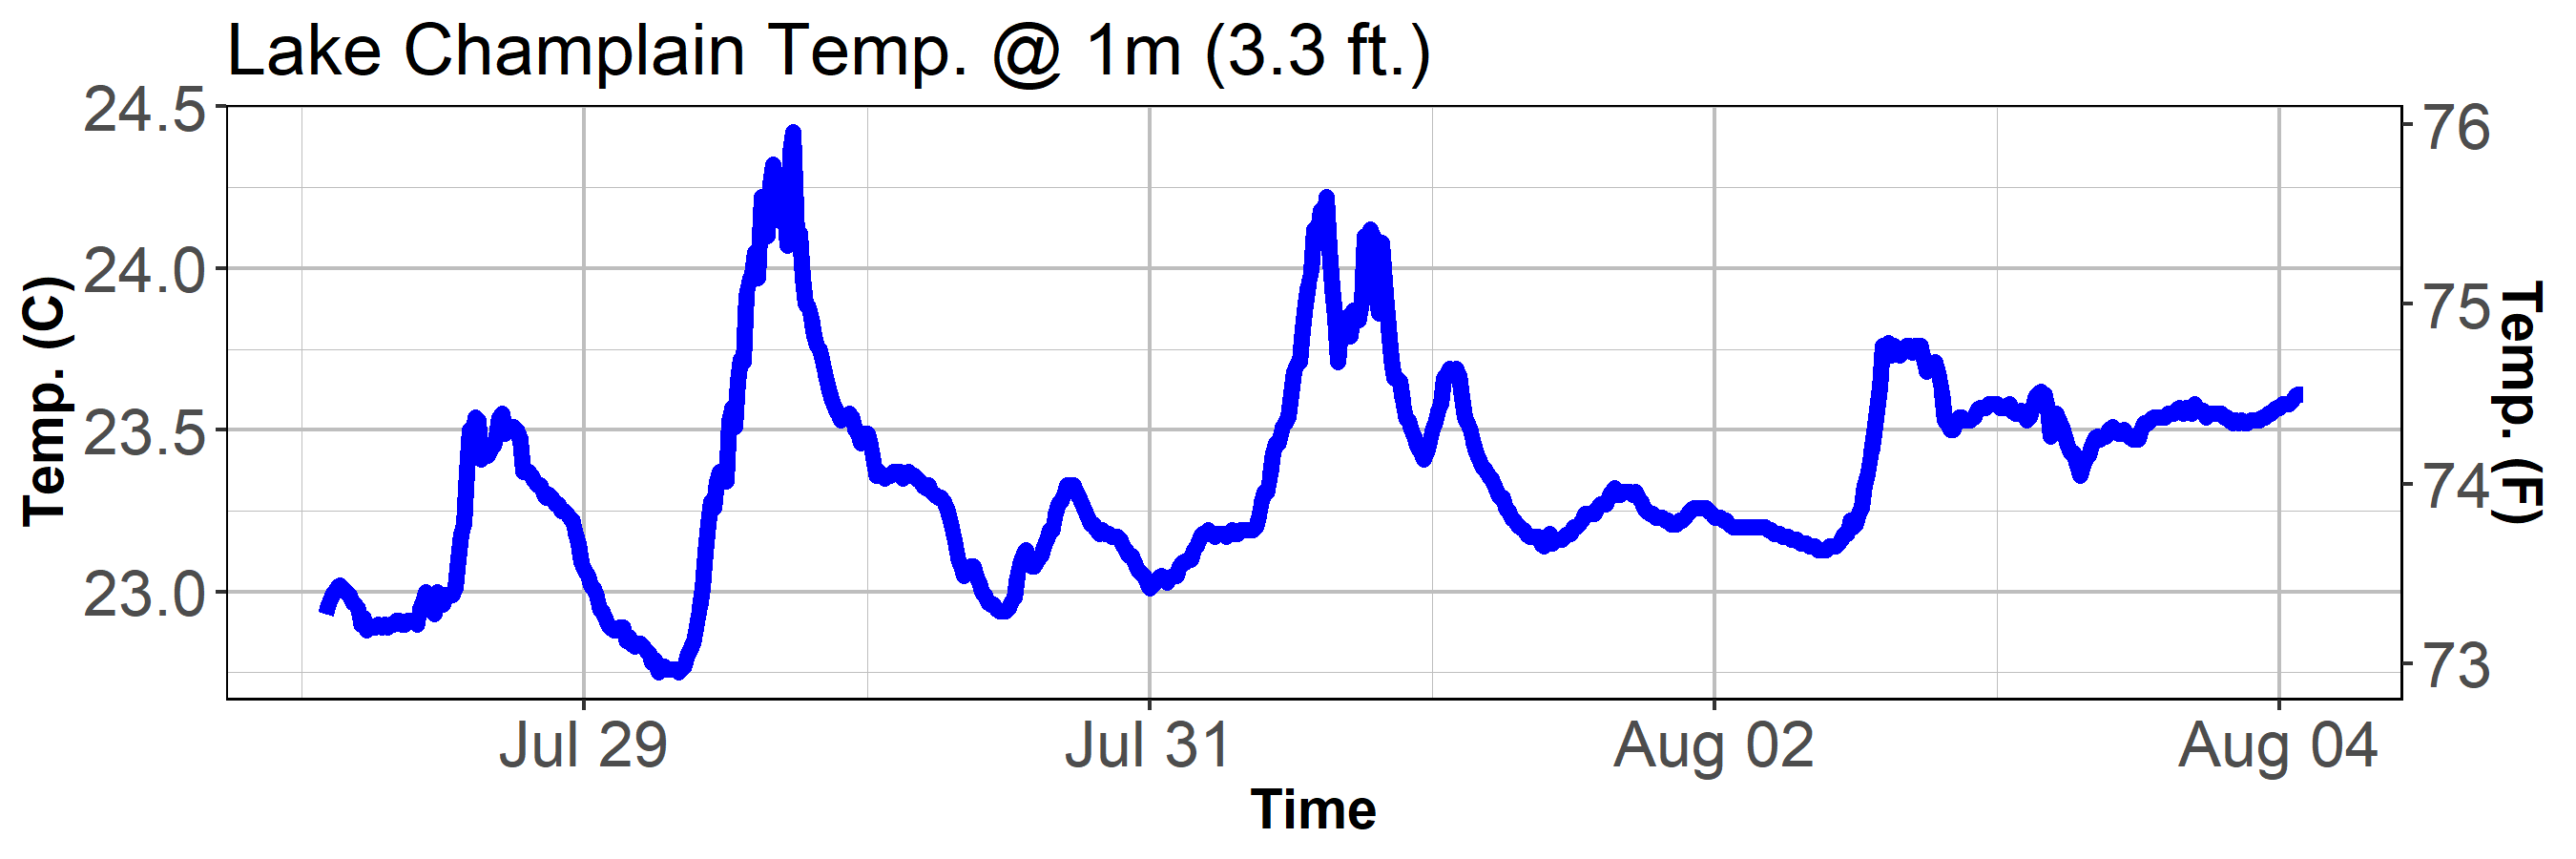 Lake Champlain Temp. @ 1m (3.3 ft.)
24.5
24.0
23.5
23.0
Temp. (C)
76
75
74
73
Temp. (F)
Jul 29
Jul 31
Aug 02
Aug 04
Time